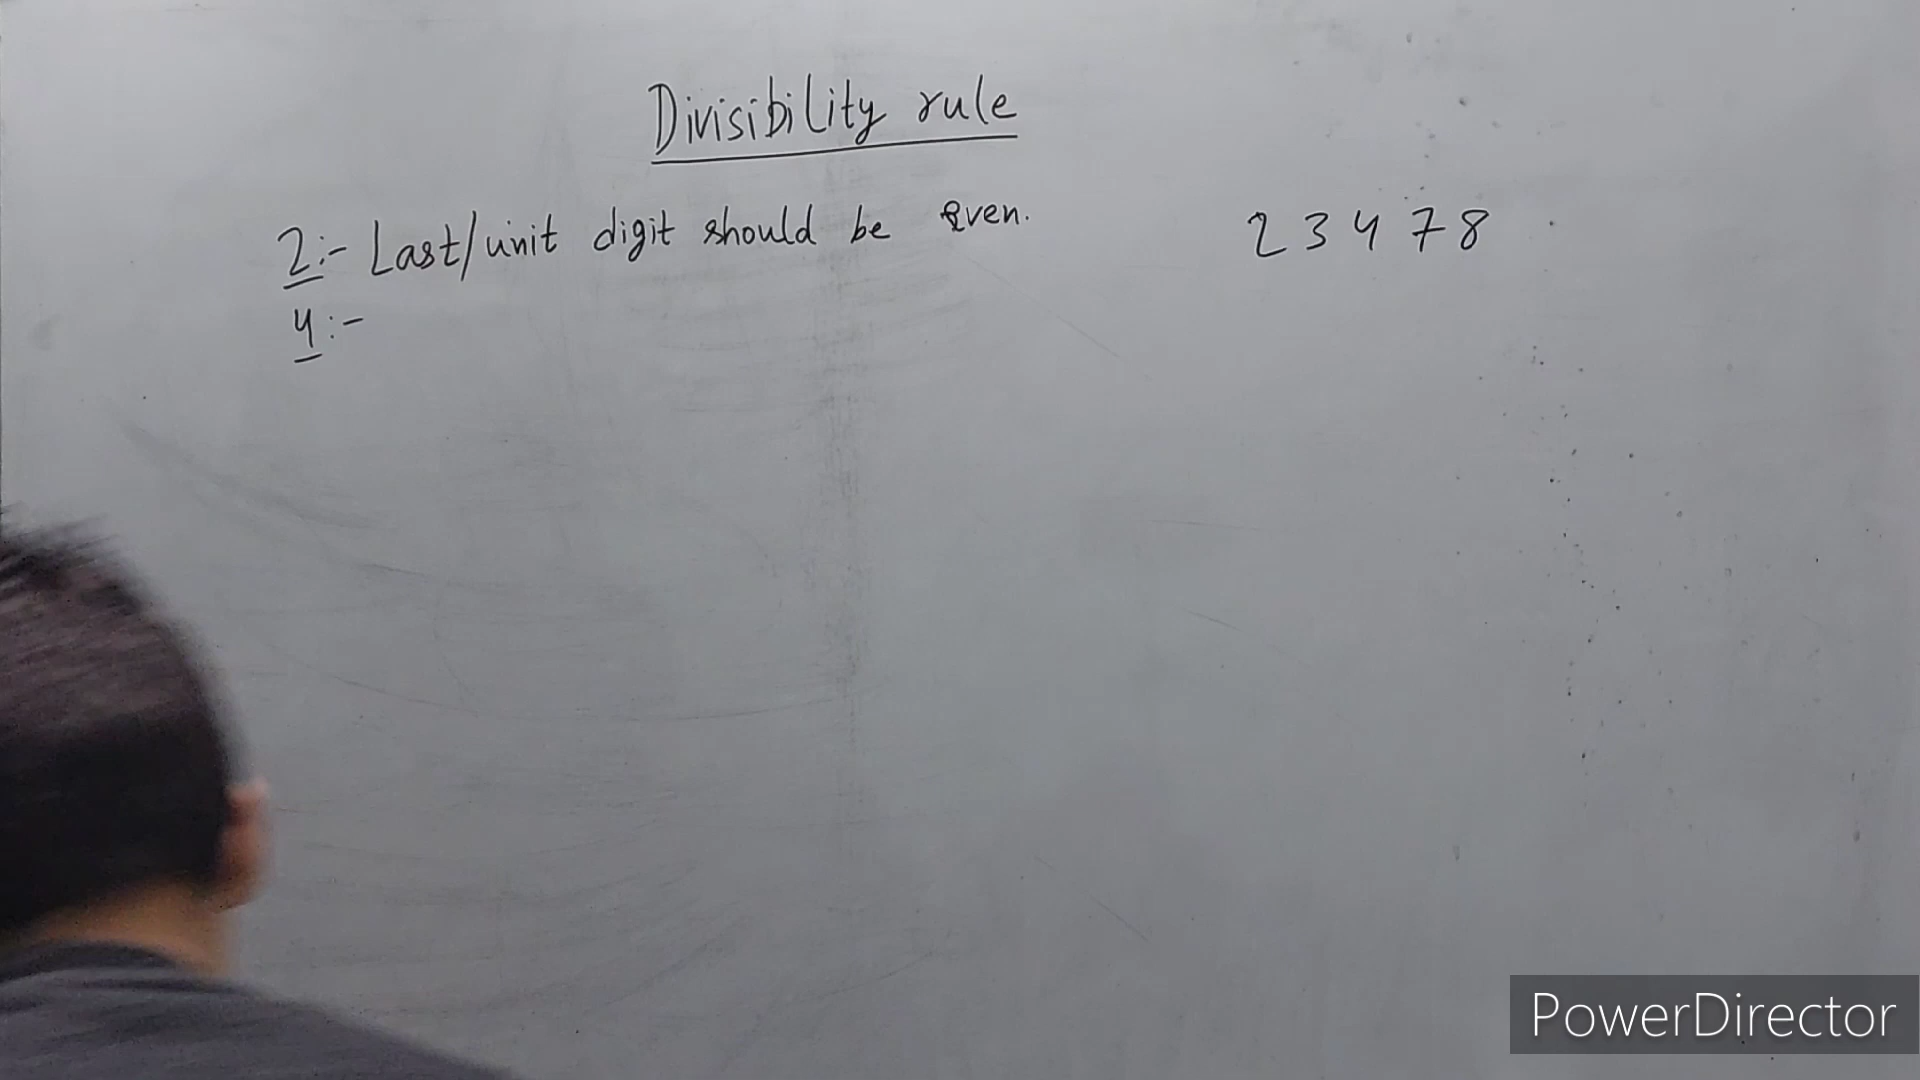 Divisibility rule
2:- Last/unit digit should be even. 23478
4:-
PowerDirector